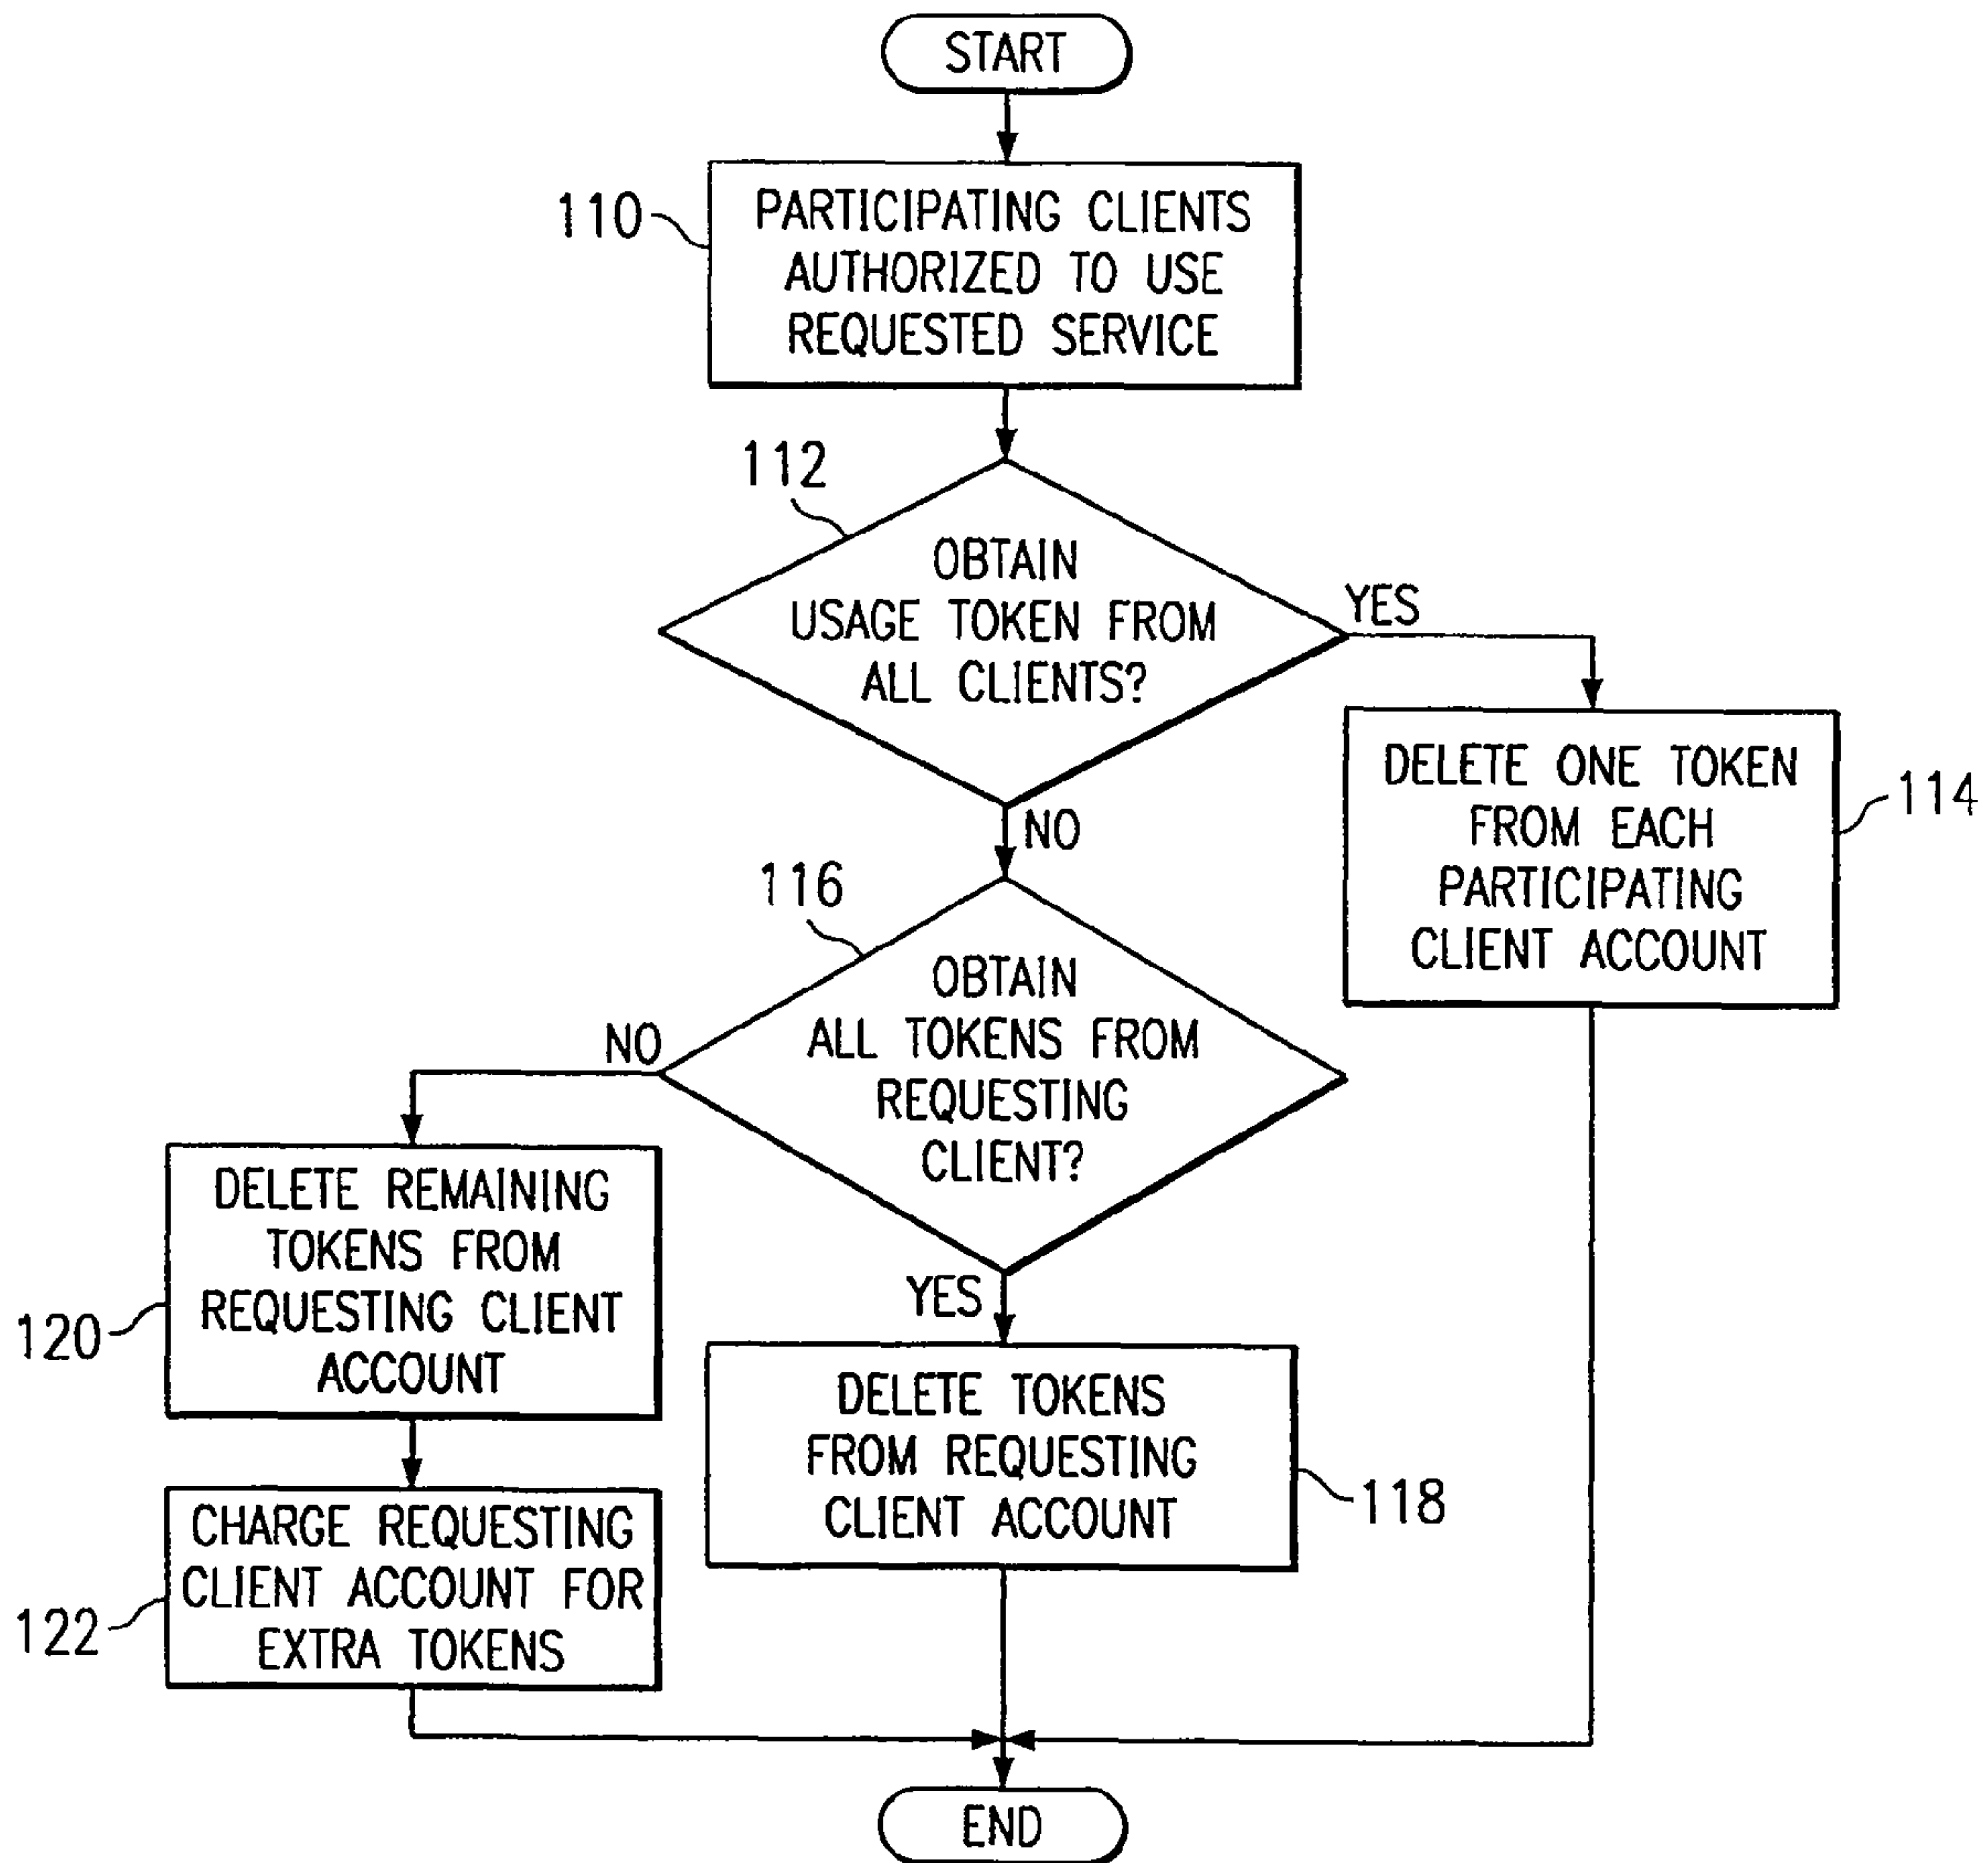 START
110
PARTICIPATING CLIENTS
AUTHORIZED TO USE
REQUESTED SERVICE
112
OBTAIN
USAGE TOKEN FROM
ALL CLIENTS?
YES
DELETE ONE TOKEN
FROM EACH
PARTICIPATING
CLIENT ACCOUNT
114
NO
116
OBTAIN
ALL TOKENS FROM
REQUESTING
CLIENT?
NO
DELETE REMAINING
TOKENS FROM
REQUESTING CLIENT
ACCOUNT
120
YES
DELETE TOKENS
FROM REQUESTING
CLIENT ACCOUNT
118
CHARGE REQUESTING
CLIENT ACCOUNT FOR
EXTRA TOKENS
122
END